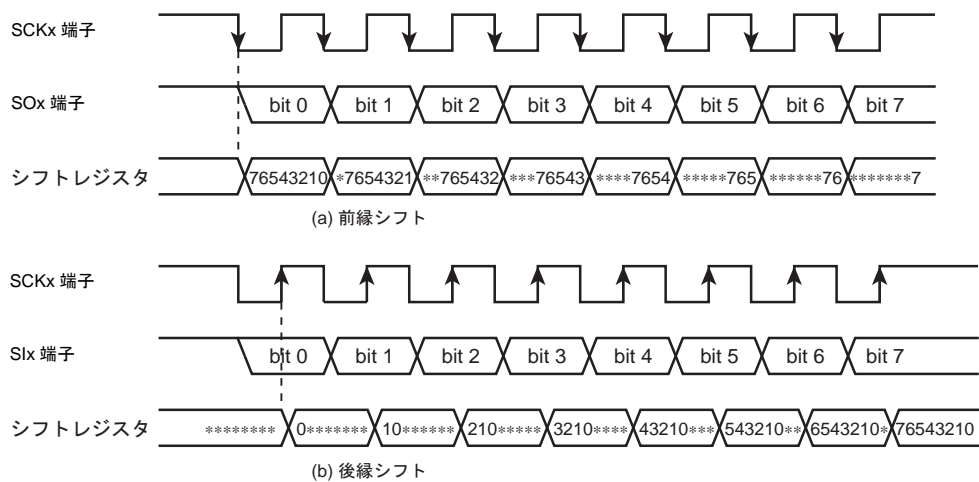 SCKx 端子
SOx 端子 bit 0 bit 1 bit 2 bit 3 bit 4 bit 5 bit 6 bit 7
シフトレジスタ 76543210 *7654321 **765432 ***76543 ****7654 *****765 ******76 *******7
(a) 前縁シフト
SCKx 端子
SIx 端子 bit 0 bit 1 bit 2 bit 3 bit 4 bit 5 bit 6 bit 7
シフトレジスタ ******** 0******* 10****** 210***** 3210**** 43210*** 543210** 6543210* 76543210
(b) 後縁シフト